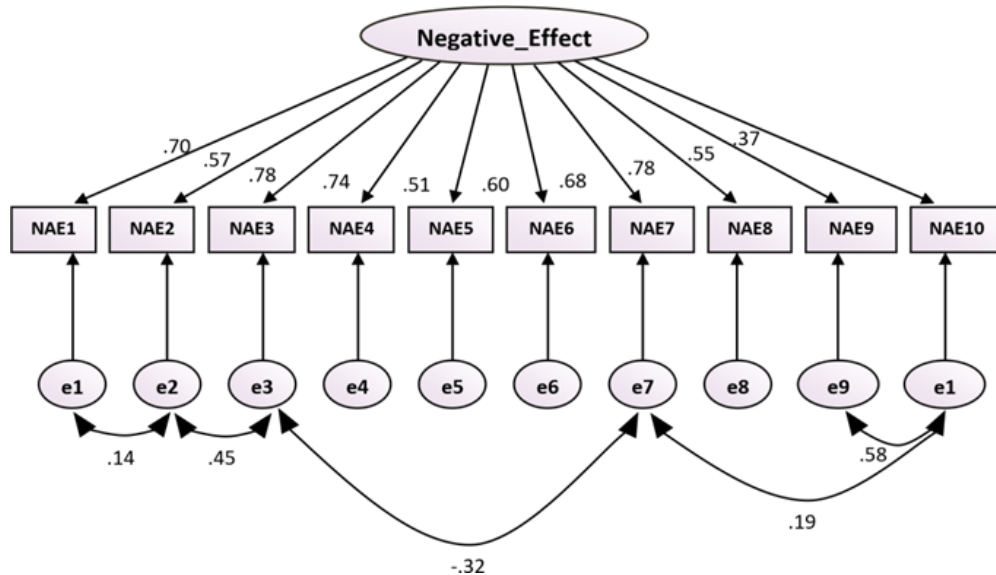 Negative_Effect
.70
.57
.78
.74
.51
.60
.68
.78
.55
.37
NAE1
NAE2
NAE3
NAE4
NAE5
NAE6
NAE7
NAE8
NAE9
NAE10
e1
e2
e3
e4
e5
e6
e7
e8
e9
e1
.14
.45
-.32
.19
.58